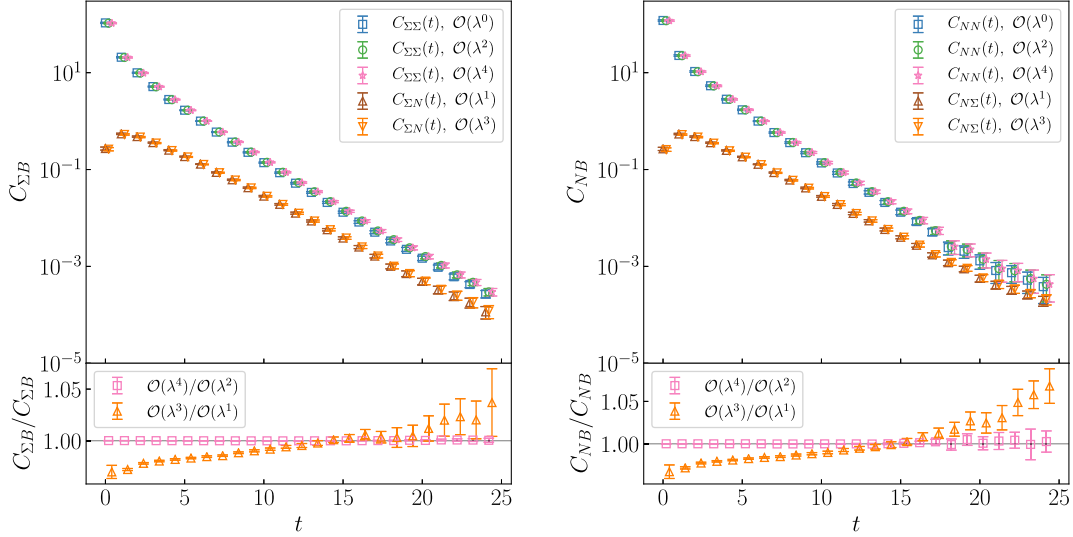 C_{ΣΣ}(t), 𝒪(λ^0)
C_{ΣΣ}(t), 𝒪(λ^2)
C_{ΣΣ}(t), 𝒪(λ^4)
C_{ΣN}(t), 𝒪(λ^1)
C_{ΣN}(t), 𝒪(λ^3)
10^1
10^{-1}
10^{-3}
10^{-5}
C_{ΣB}
𝒪(λ^4)/𝒪(λ^2)
𝒪(λ^3)/𝒪(λ^1)
1.05
1.00
C_{ΣB}/C_{ΣB}
0 5 10 15 20 25
t
C_{NN}(t), 𝒪(λ^0)
C_{NN}(t), 𝒪(λ^2)
C_{NN}(t), 𝒪(λ^4)
C_{NΣ}(t), 𝒪(λ^1)
C_{NΣ}(t), 𝒪(λ^3)
10^1
10^{-1}
10^{-3}
10^{-5}
C_{NB}
𝒪(λ^4)/𝒪(λ^2)
𝒪(λ^3)/𝒪(λ^1)
1.05
1.00
C_{NB}/C_{NB}
0 5 10 15 20 25
t